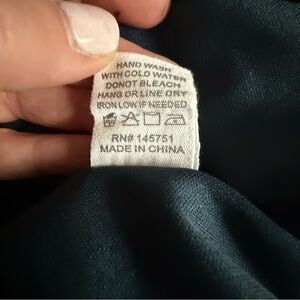 HAND WASH
WITH COLD WATER
DONOT BLEACH
HANG OR LINE DRY
IRON LOW IF NEEDED
RN# 145751
MADE IN CHINA